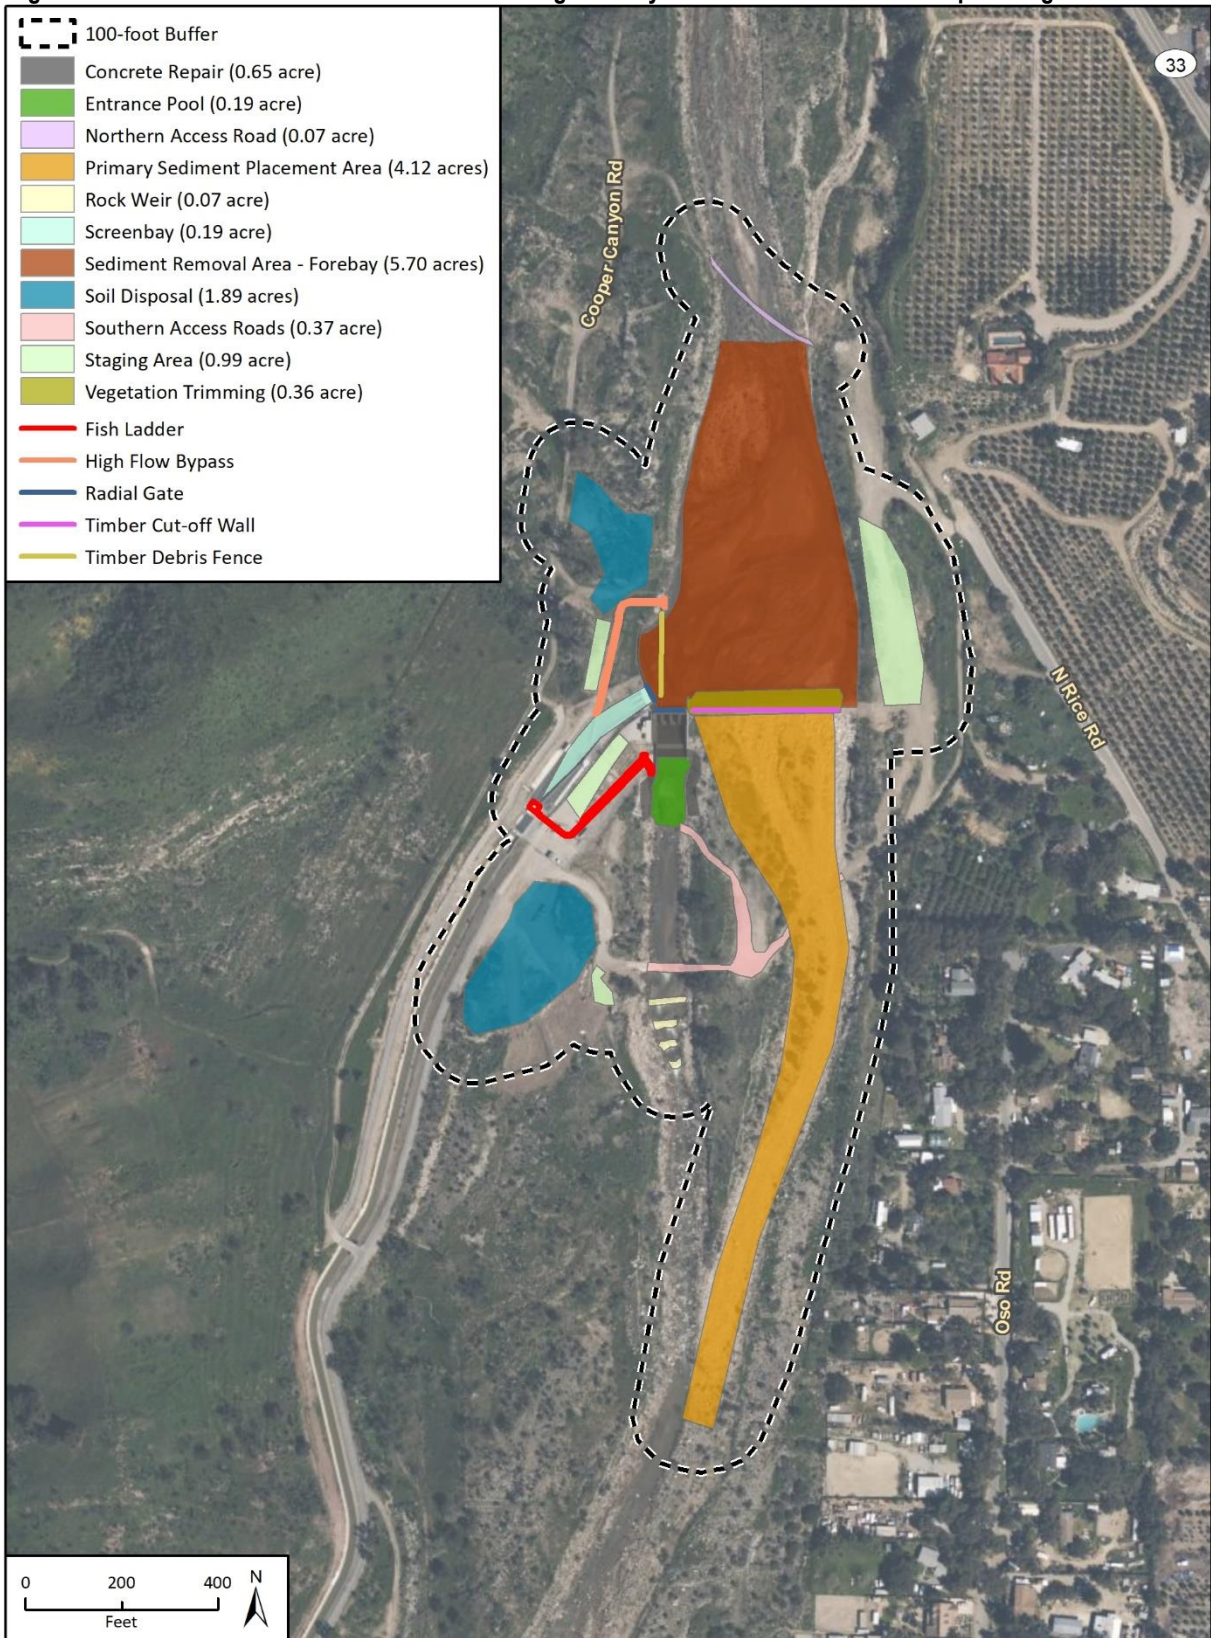 100-foot Buffer
Concrete Repair (0.65 acre)
Entrance Pool (0.19 acre)
Northern Access Road (0.07 acre)
Primary Sediment Placement Area (4.12 acres)
Rock Weir (0.07 acre)
Screenbay (0.19 acre)
Sediment Removal Area - Forebay (5.70 acres)
Soil Disposal (1.89 acres)
Southern Access Roads (0.37 acre)
Staging Area (0.99 acre)
Vegetation Trimming (0.36 acre)
Fish Ladder
High Flow Bypass
Radial Gate
Timber Cut-off Wall
Timber Debris Fence
33
Cooper Canyon Rd
N Rice Rd
Oso Rd
0 200 400
Feet
N